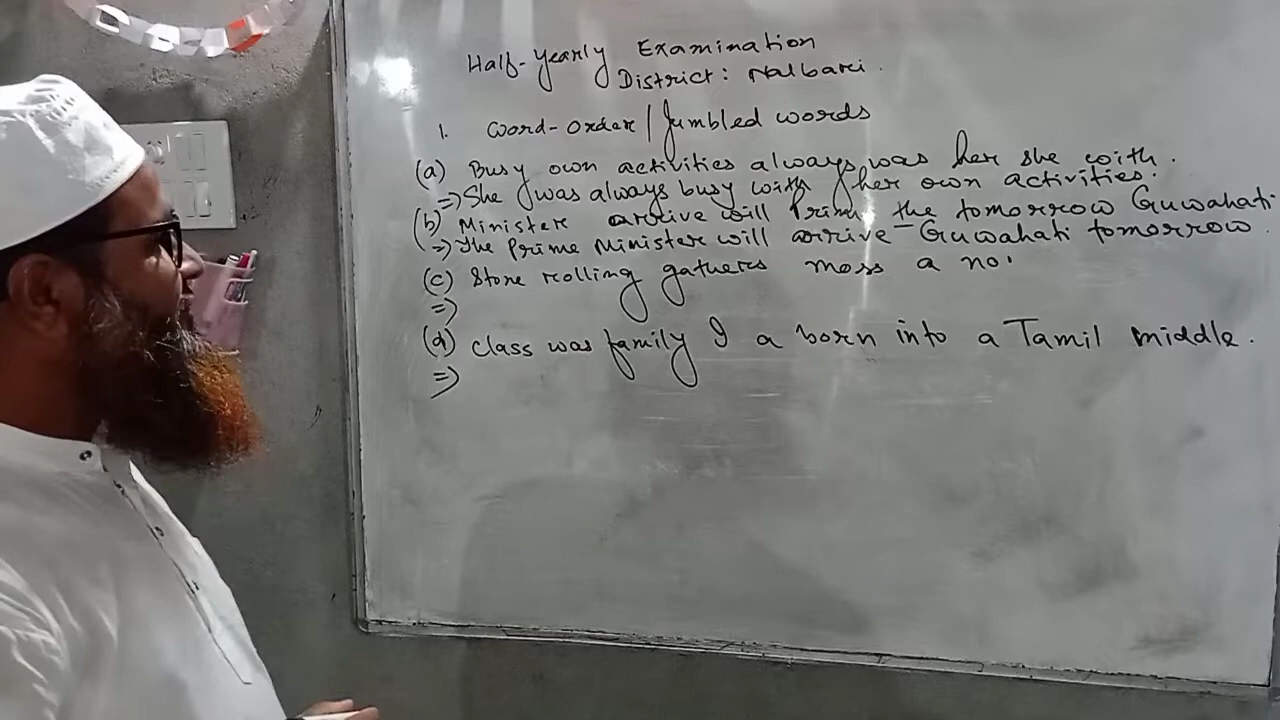 Half-Yearly Examination
District: Nalbari.
1. Word-Order / Jumbled words
(a) Busy own activities always was her she with.
=> She was always busy with her own activities.
(b) Minister arrive will Prime the tomorrow Guwahati.
=> The Prime Minister will arrive Guwahati tomorrow.
(c) Stone rolling gathers moss a no.
=>
(d) Class was family I a born into a Tamil middle.
=>